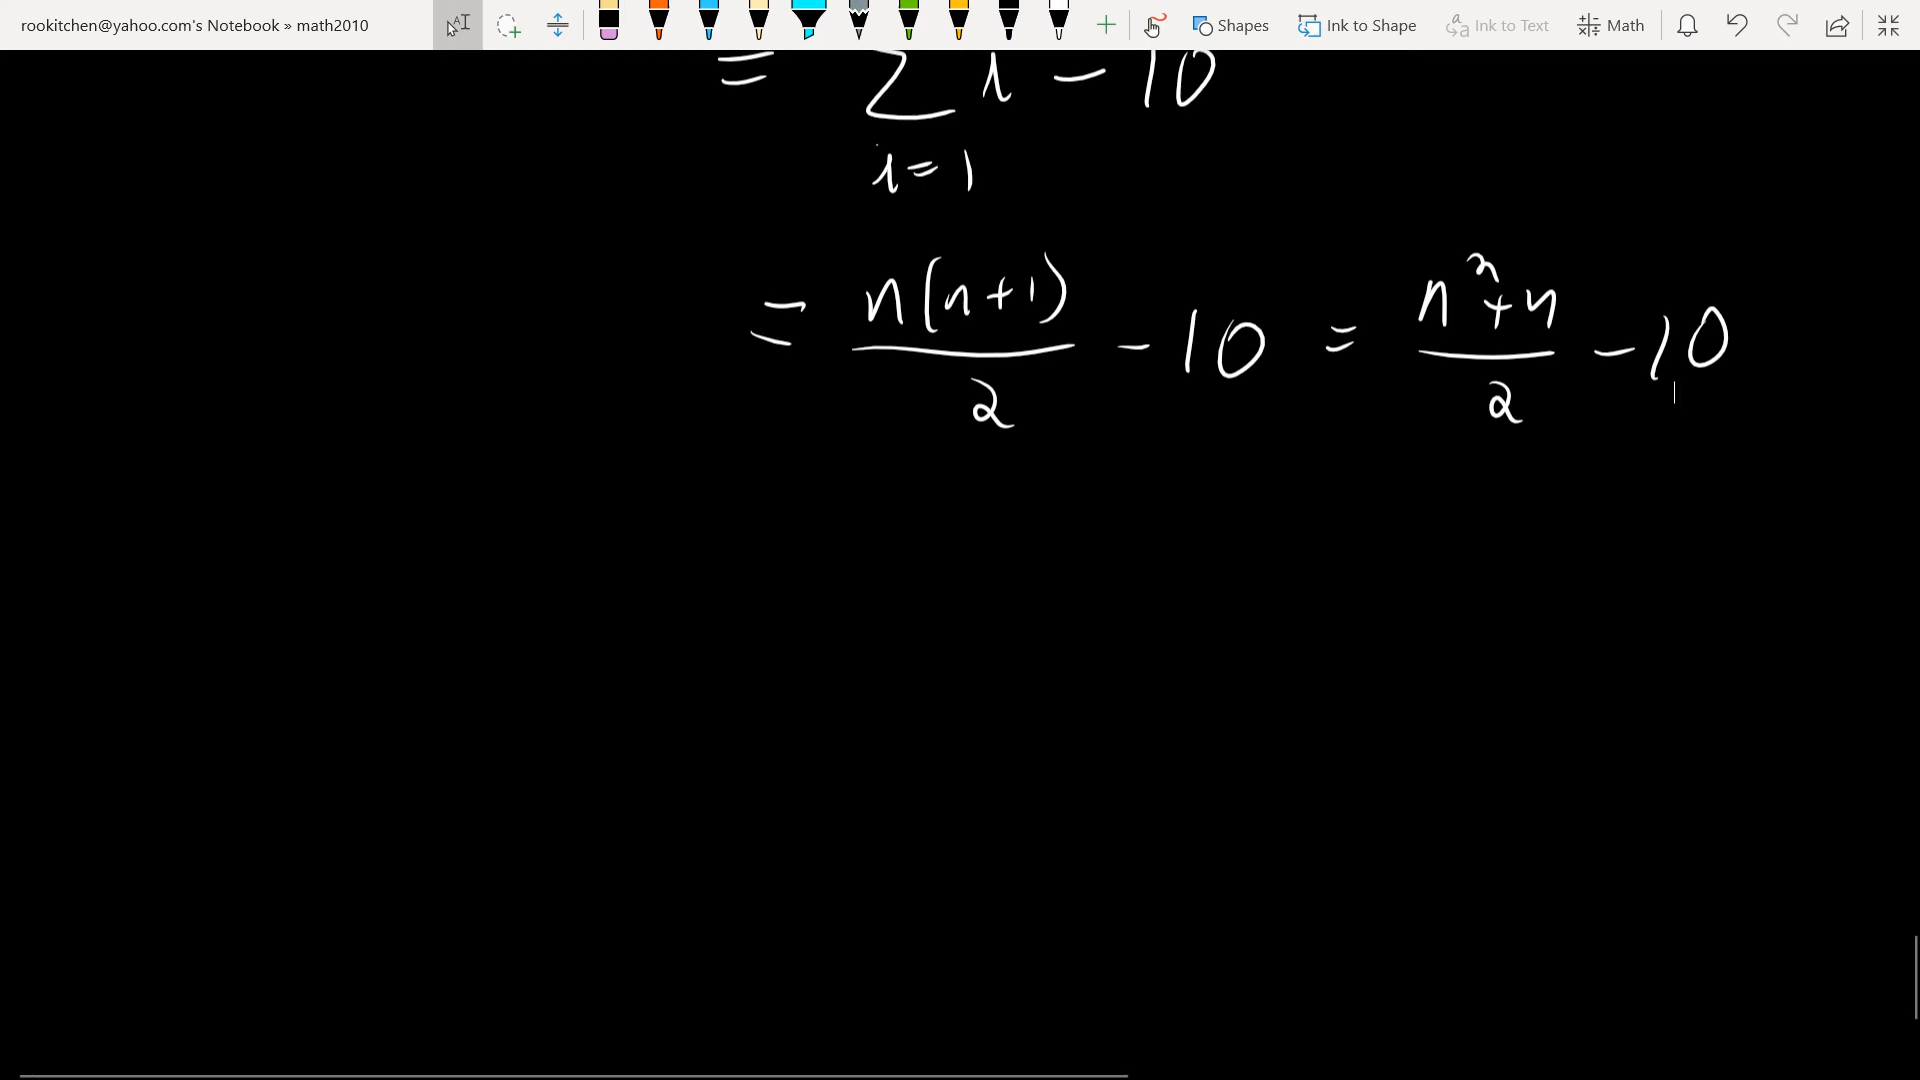 rookitchen@yahoo.com's Notebook » math2010 Shapes Ink to Shape Ink to Text Math
= ∑ i - 10
i = 1
= n(n+1)/2 - 10 = n²+n/2 - 10